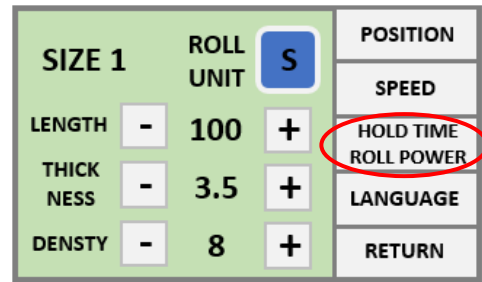 SIZE 1
ROLL
UNIT
S
LENGTH - 100 +
THICK
NESS
- 3.5 +
DENSTY - 8 +
POSITION
SPEED
HOLD TIME
ROLL POWER
LANGUAGE
RETURN